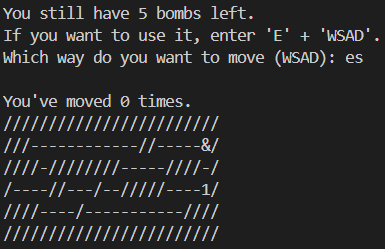 You still have 5 bombs left.
If you want to use it, enter 'E' + 'WSAD'.
Which way do you want to move (WSAD): es

You've moved 0 times.
////////////////////////
///------------//-----&/
////-////////-----////-/
/----//---/--/////----1/
////----/-----------////
////////////////////////